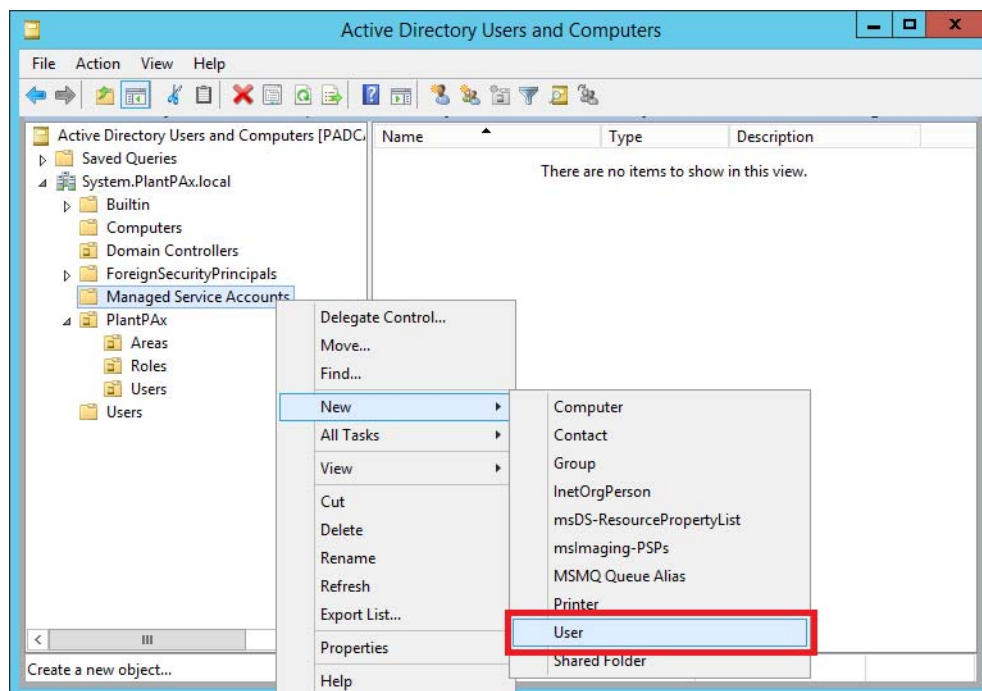 Active Directory Users and Computers
File Action View Help
Active Directory Users and Computers [PADC
Name Type Description
Saved Queries
There are no items to show in this view.
System.PlantPAx.local
Builtin
Computers
Domain Controllers
ForeignSecurityPrincipals
Managed Service Accounts
PlantPAx
Areas
Roles
Users
Users
Delegate Control...
Move...
Find...
New
All Tasks
View
Cut
Delete
Rename
Refresh
Export List...
Properties
Help
Computer
Contact
Group
InetOrgPerson
msDS-ResourcePropertyList
msImaging-PSPs
MSMQ Queue Alias
Printer
User
Shared Folder
Create a new object...